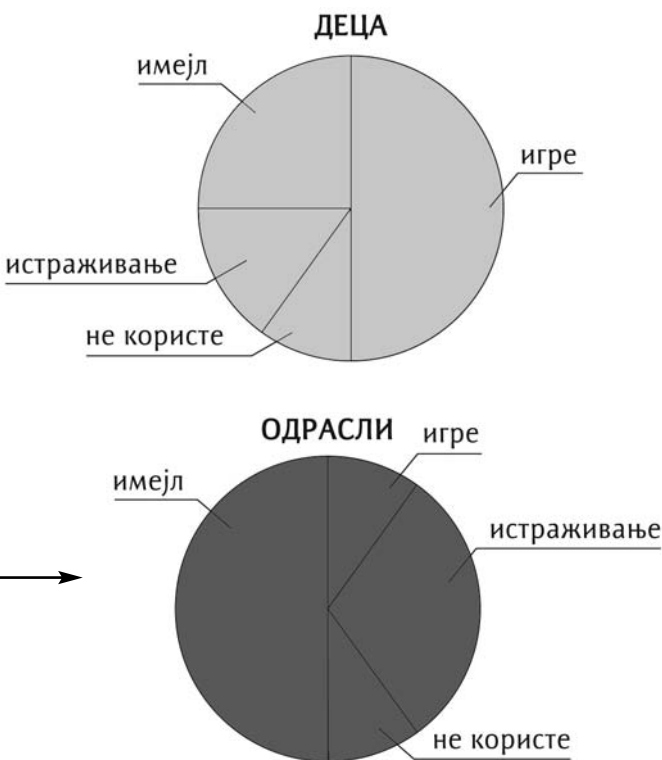 ДЕЦА
имејл
игре
истраживање
не користе
ОДРАСЛИ
игре
имејл
истраживање
не користе